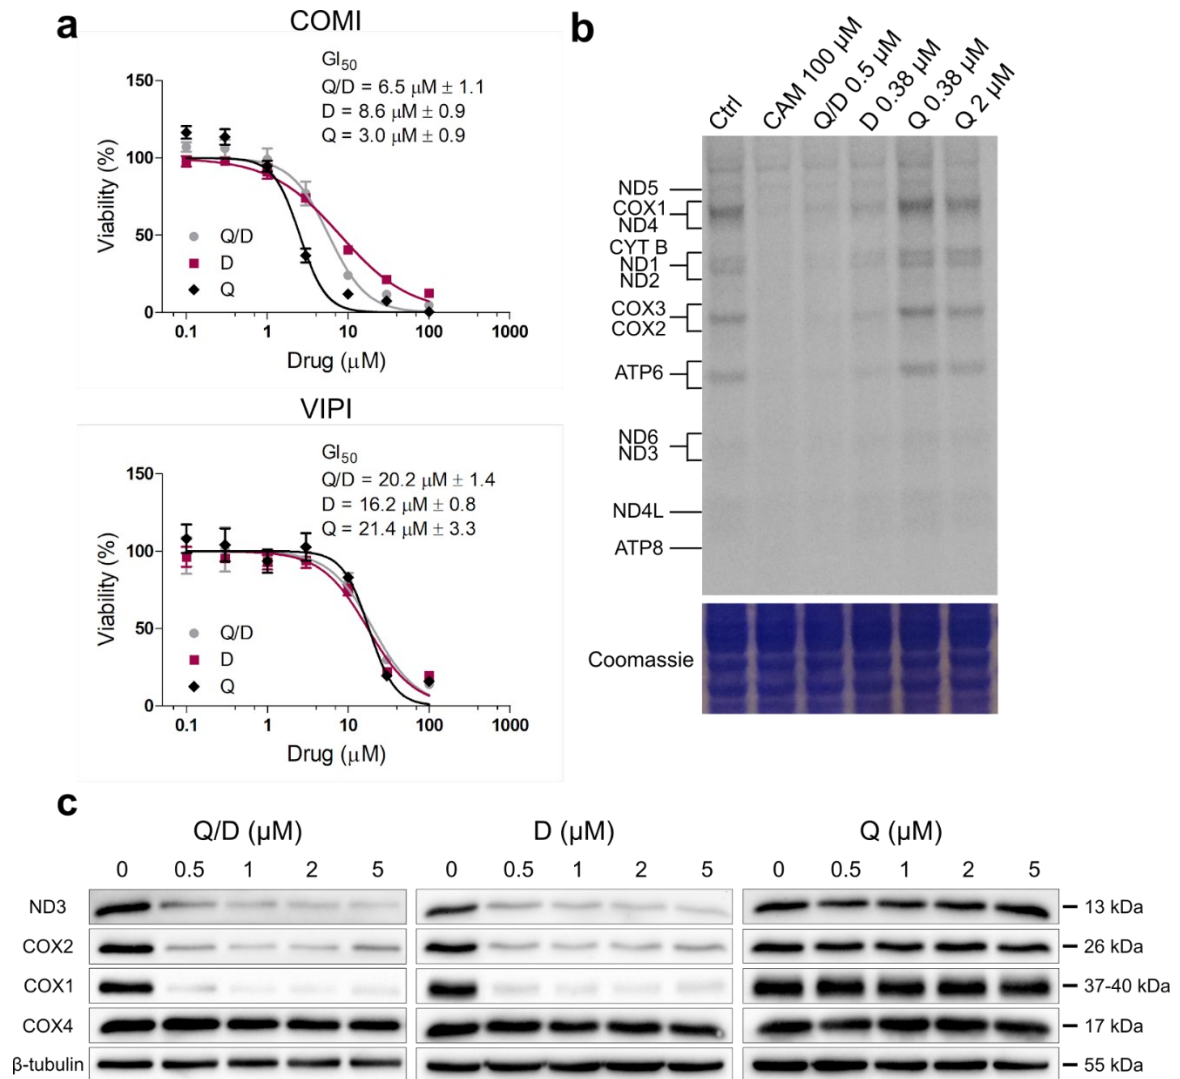 a
COMI
GI50
Q/D = 6.5 µM ± 1.1
D = 8.6 µM ± 0.9
Q = 3.0 µM ± 0.9
150
100
50
0
Viability (%)
Q/D
D
Q
0.1 1 10 100 1000
Drug (µM)
VIPI
GI50
Q/D = 20.2 µM ± 1.4
D = 16.2 µM ± 0.8
Q = 21.4 µM ± 3.3
150
100
50
0
Viability (%)
Q/D
D
Q
0.1 1 10 100 1000
Drug (µM)
b
Ctrl
CAM 100 µM
Q/D 0.5 µM
D 0.38 µM
Q 0.38 µM
Q 2 µM
ND5
COX1
ND4
CYT B
ND1
ND2
COX3
COX2
ATP6
ND6
ND3
ND4L
ATP8
Coomassie
c
Q/D (µM) D (µM) Q (µM)
0 0.5 1 2 5 0 0.5 1 2 5 0 0.5 1 2 5
ND3 13 kDa
COX2 26 kDa
COX1 37-40 kDa
COX4 17 kDa
β-tubulin 55 kDa